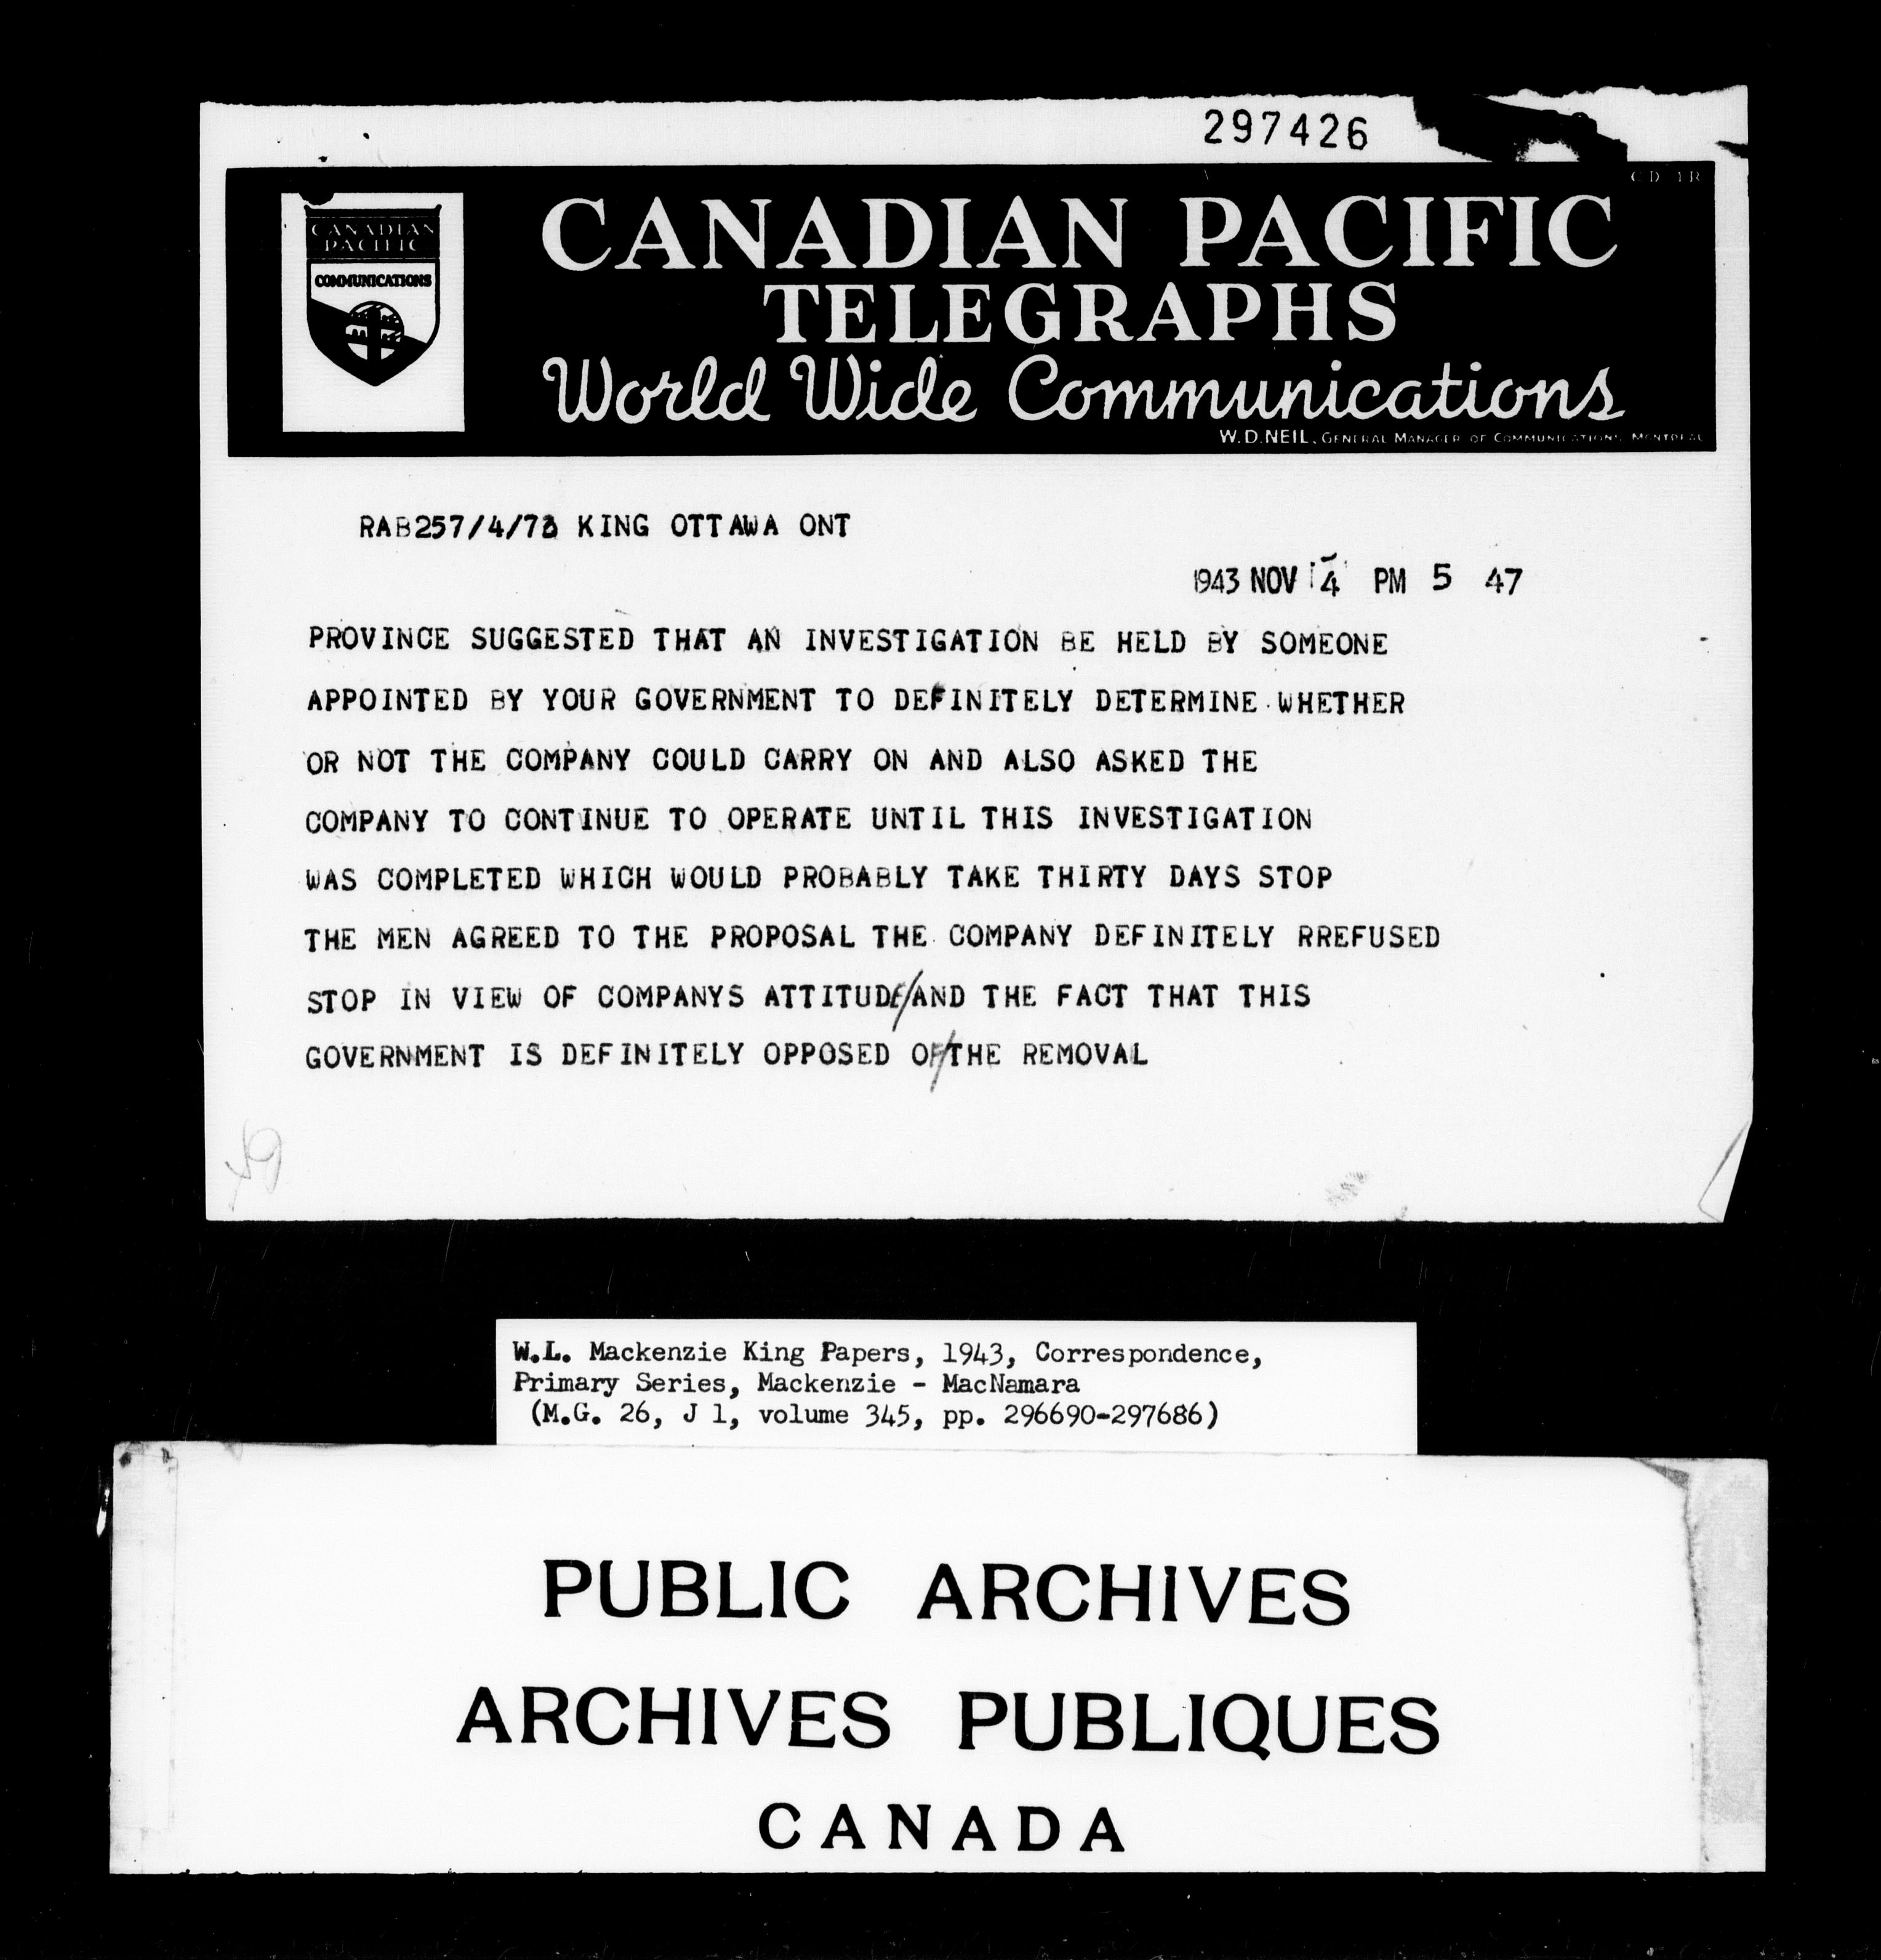 297426
CD 1R
CANADIAN
PACIFIC
COMMUNICATIONS
CANADIAN PACIFIC
TELEGRAPHS
World Wide Communications
W.D. NEIL, GENERAL MANAGER OF COMMUNICATIONS, MONTREAL
RAB257/4/73 KING OTTAWA ONT
1943 NOV 4 PM 5 47
PROVINCE SUGGESTED THAT AN INVESTIGATION BE HELD BY SOMEONE
APPOINTED BY YOUR GOVERNMENT TO DEFINITELY DETERMINE WHETHER
OR NOT THE COMPANY COULD CARRY ON AND ALSO ASKED THE
COMPANY TO CONTINUE TO OPERATE UNTIL THIS INVESTIGATION
WAS COMPLETED WHICH WOULD PROBABLY TAKE THIRTY DAYS STOP
THE MEN AGREED TO THE PROPOSAL THE COMPANY DEFINITELY RREFUSED
STOP IN VIEW OF COMPANYS ATTITUDE/AND THE FACT THAT THIS
GOVERNMENT IS DEFINITELY OPPOSED OF/THE REMOVAL
W.L. Mackenzie King Papers, 1943, Correspondence,
Primary Series, Mackenzie - MacNamara
(M.G. 26, J 1, volume 345, pp. 296690-297686)
PUBLIC ARCHIVES
ARCHIVES PUBLIQUES
CANADA